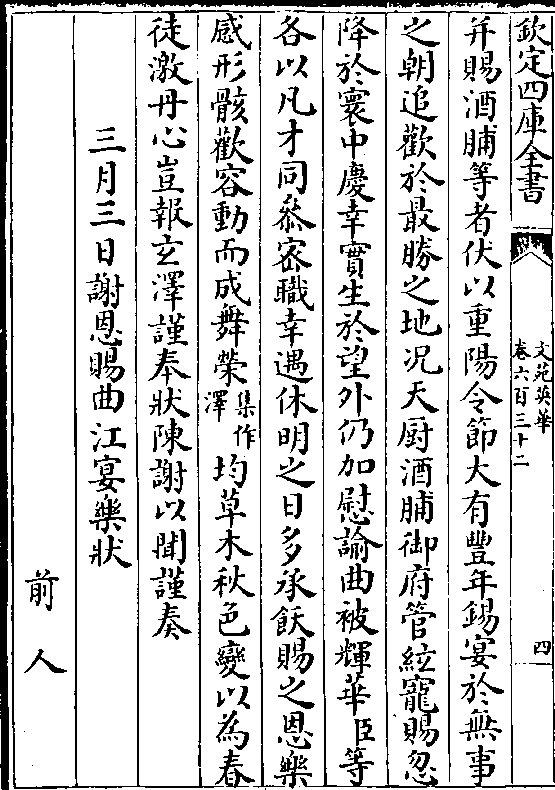 欽定四庫全書
文苑英華
卷六百三十二
四
并賜酒脯等者伏以重陽令節大有豐年錫宴於無事
之朝追歡於最勝之地况天厨酒脯御府管絃寵賜忽
降於寰中慶幸實生於望外仍加慰諭曲被輝華臣等
各以凡才同叅密職幸遇休明之日多承飫賜之恩樂
感形骸歡容動而成舞榮集作澤均草木秋色變以為春
徒激丹心豈報玄澤謹奉狀陳謝以聞謹奏
三月三日謝恩賜曲江宴樂狀
前人